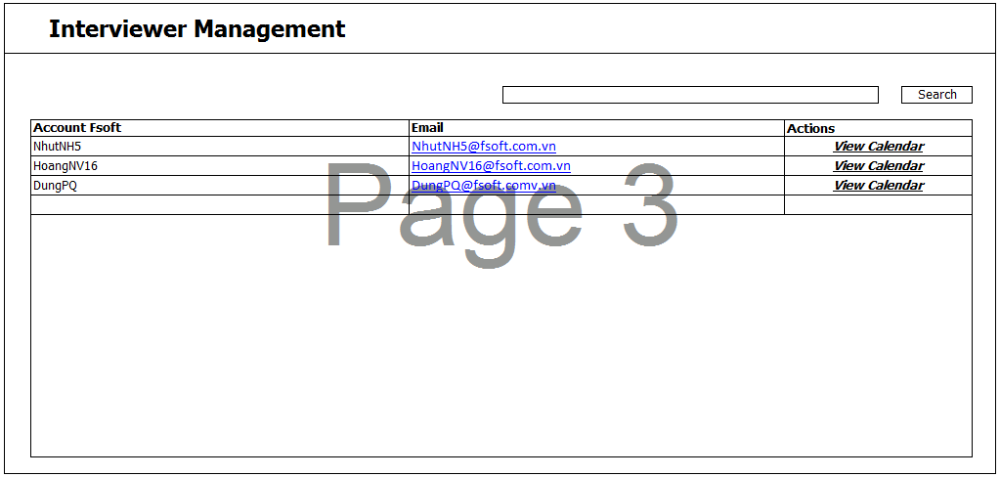 Interviewer Management
Search
Account Fsoft Email Actions
NhutNH5 NhutNH5@fsoft.com.vn View Calendar
HoangNV16 HoangNV16@fsoft.com.vn View Calendar
DungPQ DungPQ@fsoft.comv.vn View Calendar
Page 3